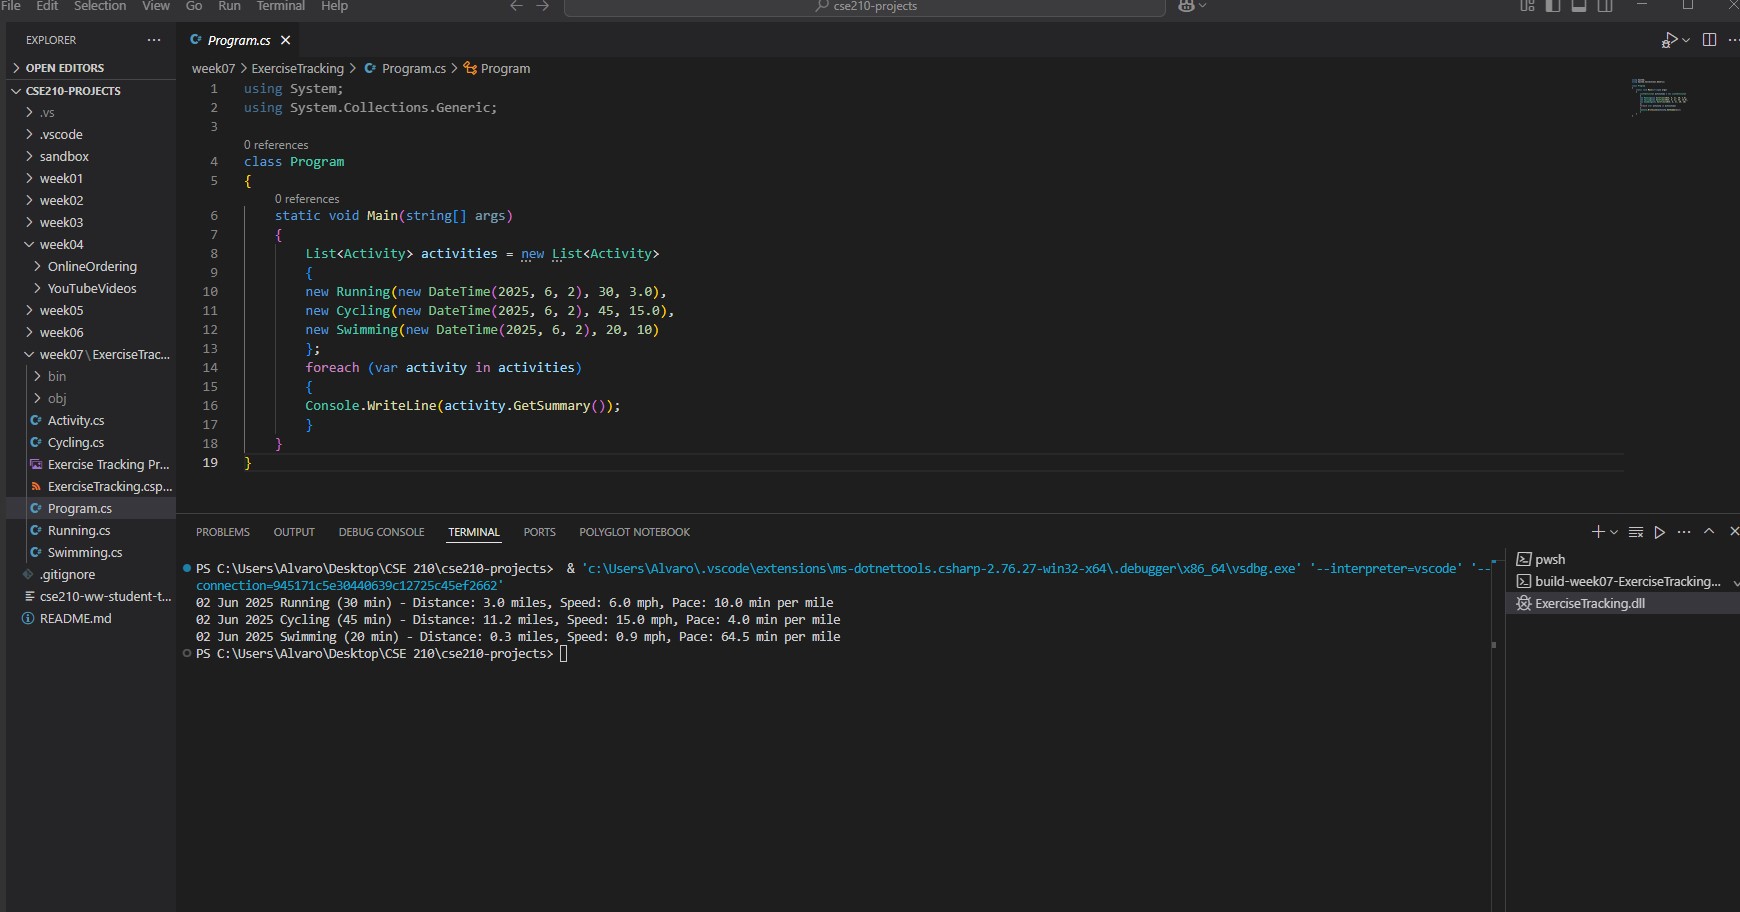 File Edit Selection View Go Run Terminal Help
cse210-projects
EXPLORER
OPEN EDITORS
CSE210-PROJECTS
.vs
.vscode
sandbox
week01
week02
week03
week04
OnlineOrdering
YouTubeVideos
week05
week06
week07\ExerciseTrac...
bin
obj
Activity.cs
Cycling.cs
Exercise Tracking Pr...
ExerciseTracking.csp...
Program.cs
Running.cs
Swimming.cs
.gitignore
cse210-ww-student-t...
README.md
Program.cs
week07 > ExerciseTracking > Program.cs > Program
1 using System;
2 using System.Collections.Generic;
3
0 references
4 class Program
5 {
0 references
6 static void Main(string[] args)
7 {
8 List<Activity> activities = new List<Activity>
9 {
10 new Running(new DateTime(2025, 6, 2), 30, 3.0),
11 new Cycling(new DateTime(2025, 6, 2), 45, 15.0),
12 new Swimming(new DateTime(2025, 6, 2), 20, 10)
13 };
14 foreach (var activity in activities)
15 {
16 Console.WriteLine(activity.GetSummary());
17 }
18 }
19 }
PROBLEMS OUTPUT DEBUG CONSOLE TERMINAL PORTS POLYGLOT NOTEBOOK
PS C:\Users\Alvaro\Desktop\CSE 210\cse210-projects> & 'c:\Users\Alvaro\.vscode\extensions\ms-dotnettools.csharp-2.76.27-win32-x64\.debugger\x86_64\vsdbg.exe' '--interpreter=vscode' '--
connection=945171c5e30440639c12725c45ef2662'
02 Jun 2025 Running (30 min) - Distance: 3.0 miles, Speed: 6.0 mph, Pace: 10.0 min per mile
02 Jun 2025 Cycling (45 min) - Distance: 11.2 miles, Speed: 15.0 mph, Pace: 4.0 min per mile
02 Jun 2025 Swimming (20 min) - Distance: 0.3 miles, Speed: 0.9 mph, Pace: 64.5 min per mile
PS C:\Users\Alvaro\Desktop\CSE 210\cse210-projects>
pwsh
build-week07-ExerciseTracking...
ExerciseTracking.dll